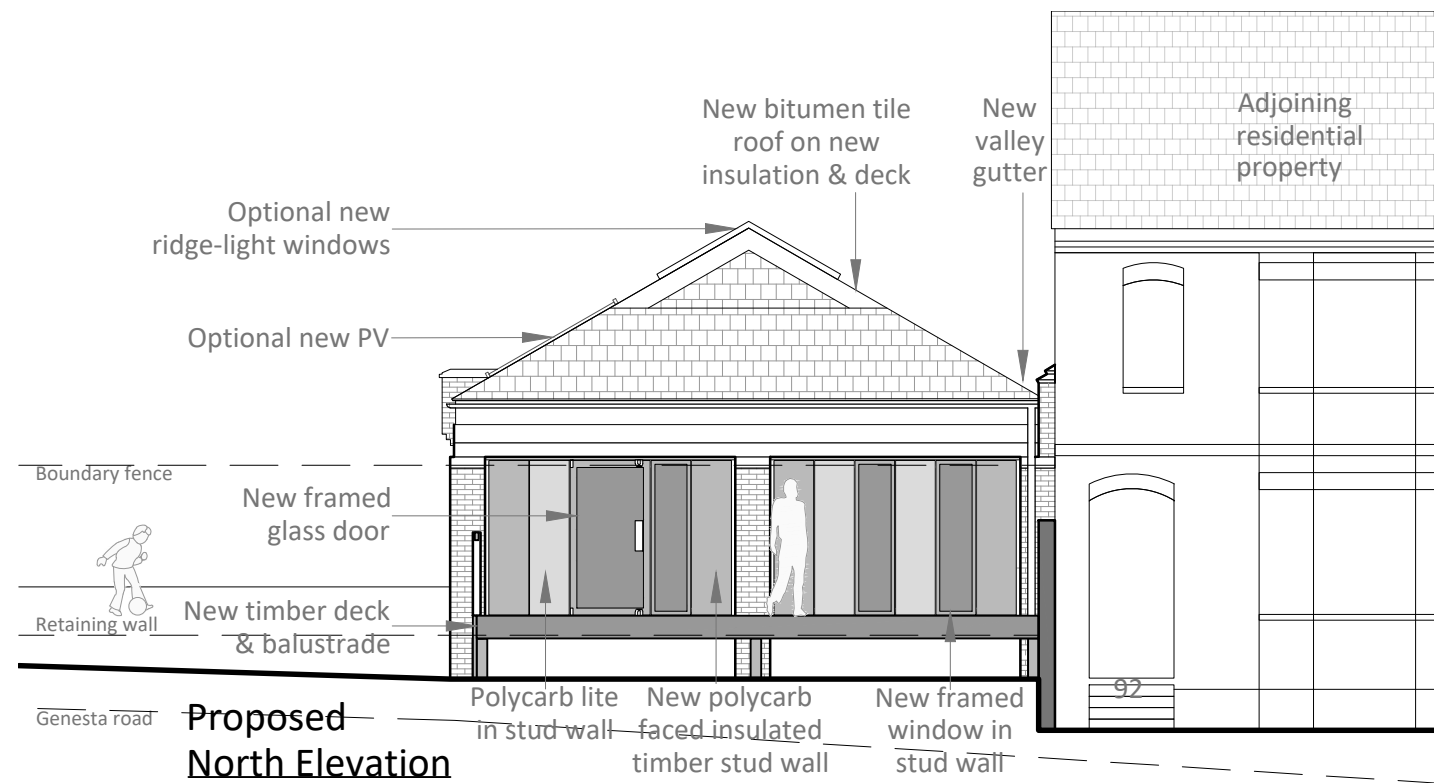 New bitumen tile
roof on new
insulation & deck
New
valley
gutter
Adjoining
residential
property
Optional new
ridge-light windows
Optional new PV
Boundary fence
New framed
glass door
Retaining wall
New timber deck
& balustrade
Genesta road
Proposed
North Elevation
Polycarb lite
in stud wall
New polycarb
faced insulated
timber stud wall
New framed
window in
stud wall
92